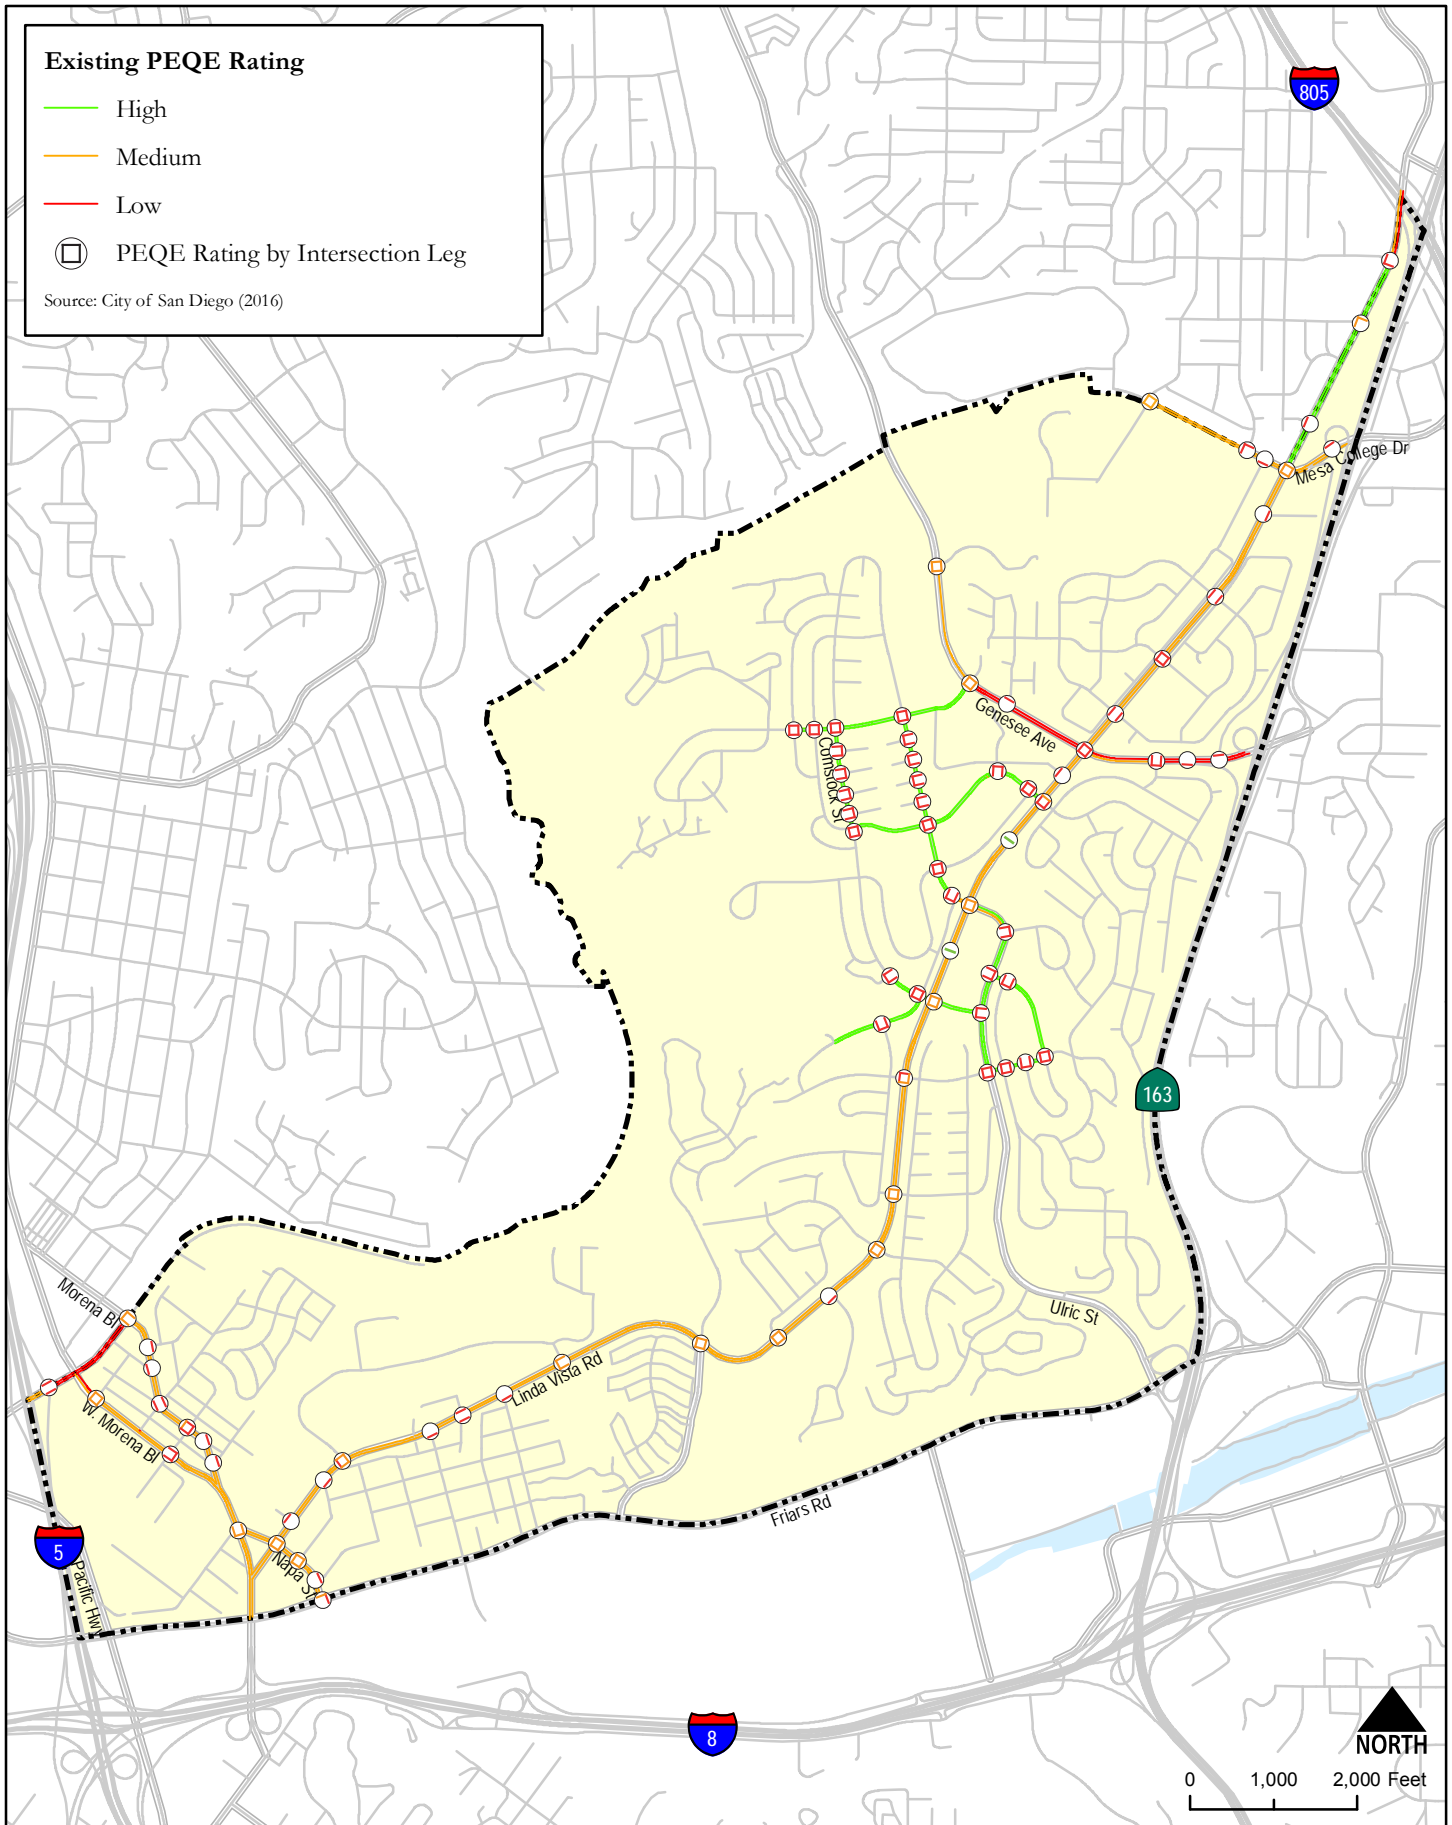 Existing PEQE Rating
High
Medium
Low
PEQE Rating by Intersection Leg
Source: City of San Diego (2016)
805
Mesa College Dr
Genesee Ave
Comstock St
163
Morena Bl
Ulric St
Linda Vista Rd
W. Morena Bl
Friars Rd
5
Napa St
Pacific Hwy
8
NORTH
0 1,000 2,000 Feet